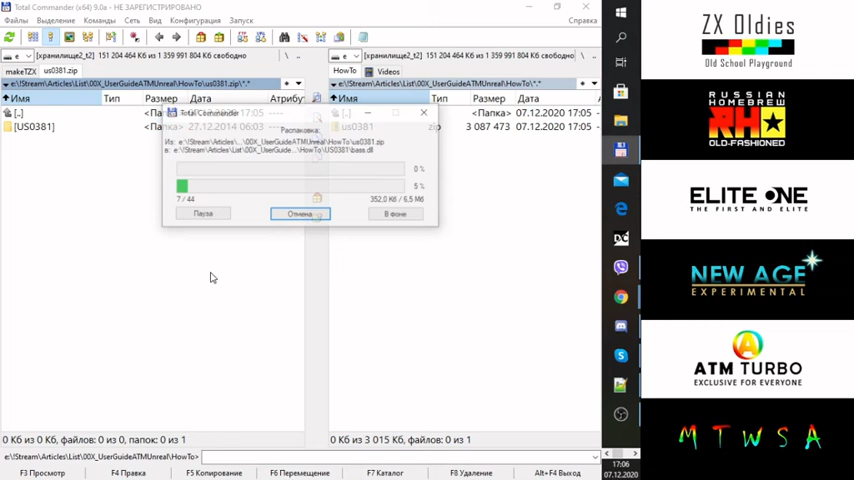 Total Commander (x64) 9.0a - НЕ ЗАРЕГИСТРИРОВАНО
Файлы Выделение Команды Сеть Вид Конфигурация Запуск Справка
e [хранилище2_t2] 151 204 464 Кб из 1 359 991 804 Кб свободно \ ..
e [хранилище2_t2] 151 204 464 Кб из 1 359 991 804 Кб свободно \ ..
makeTZX us0381.zip
HowTo Videos
e:\!Stream\Articles\List\00X_UserGuideATMUnreal\HowTo\us0381.zip\*.*
e:\!Stream\Articles\List\00X_UserGuideATMUnreal\HowTo\*.*
Имя Тип Размер Дата Атрибу
Имя Тип Размер Дата
[..] <Папка> 07.12.2020 17:05
[US0381] <Папка> 27.12.2014 06:03
[..] <Папка> 07.12.2020 17:05
us0381 zip 3 087 473 07.12.2020 17:05
Total Commander
Распаковка:
Из: e:\!Stream\Articles\...\00X_UserGuideATMUnreal\HowTo\us0381.zip
в: e:\!Stream\Articles\List\00X_UserGuide...\HowTo\US0381\bass.dll
0 %
5 %
7 / 44 352,0 Кб / 6,5 Мб
Пауза Отмена В фоне
0 Кб из 0 Кб, файлов: 0 из 0, папок: 0 из 1
0 Кб из 3 015 Кб, файлов: 0 из 1
e:\!Stream\Articles\List\00X_UserGuideATMUnreal\HowTo>
F3 Просмотр F4 Правка F5 Копирование F6 Перемещение F7 Каталог F8 Удаление Alt+F4 Выход
DC
17:06
07.12.2020
ZX Oldies
Old School Playground
RUSSIAN
HOMEBREW
RH
OLD-FASHIONED
ELITE ONE
THE FIRST AND ELITE
NEW AGE
EXPERIMENTAL
ATM TURBO
EXCLUSIVE FOR EVERYONE
MTWSA